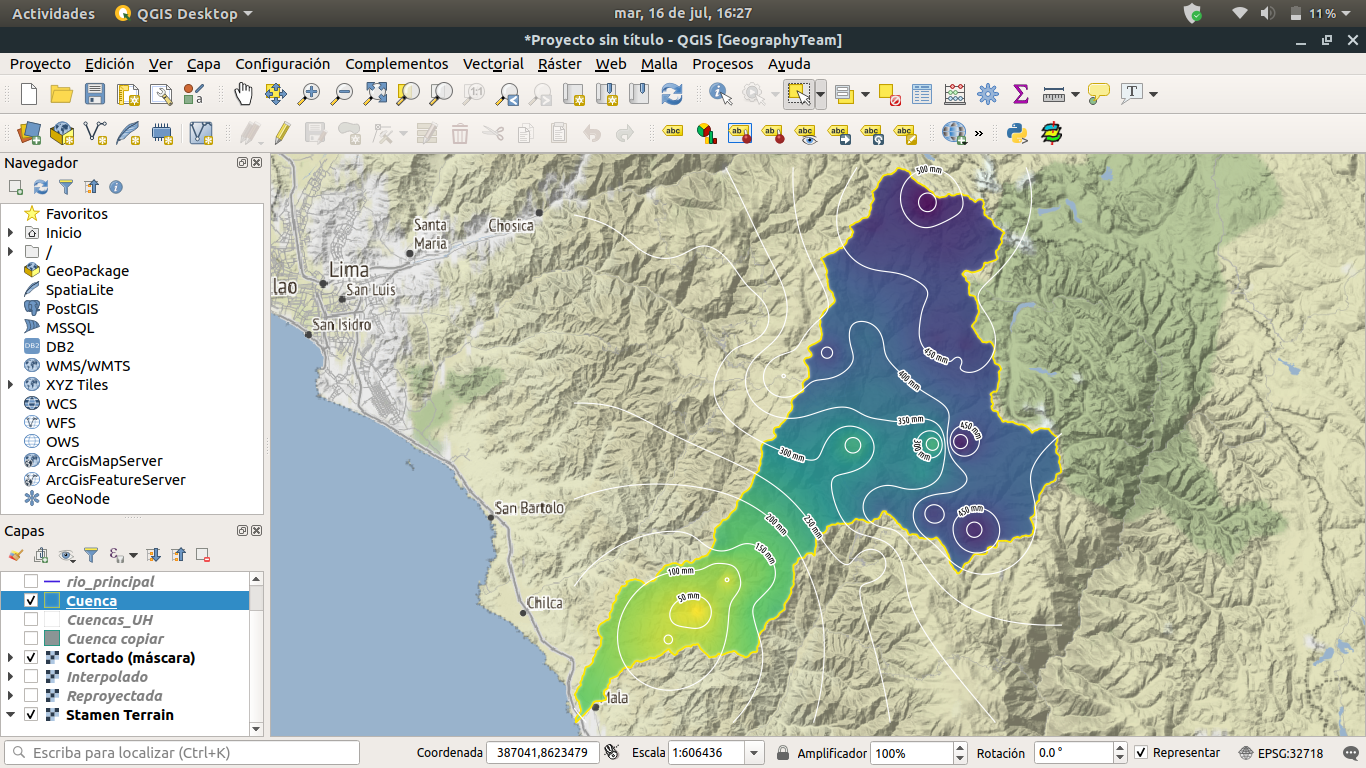 Actividades QGIS Desktop mar, 16 de jul, 16:27 11%
*Proyecto sin título - QGIS [GeographyTeam]
Proyecto Edición Ver Capa Configuración Complementos Vectorial Ráster Web Malla Procesos Ayuda
Navegador
Favoritos
Inicio
/
GeoPackage
SpatiaLite
PostGIS
MSSQL
DB2
WMS/WMTS
XYZ Tiles
WCS
WFS
OWS
ArcGisMapServer
ArcGisFeatureServer
GeoNode
Capas
rio_principal
Cuenca
Cuencas_UH
Cuenca copiar
Cortado (máscara)
Interpolado
Reproyectada
Stamen Terrain
500 mm
Santa
María
Chosica
Lima
llao
San Luis
San Isidro
450 mm
400 mm
350 mm
450 mm
300 mm
300 mm
San Bartolo
450 mm
200 mm
250 mm
150 mm
100 mm
50 mm
Chilca
Mala
Escriba para localizar (Ctrl+K) Coordenada 387041,8623479 Escala 1:606436 Amplificador 100% Rotación 0.0 ° Representar EPSG:32718